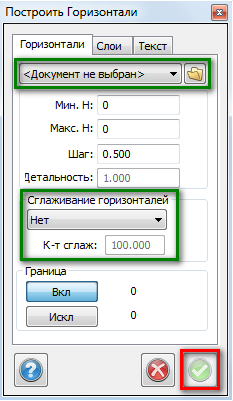 Построить Горизонтали
Горизонтали Слои Текст
<Документ не выбран>
Мин. H: 0
Макс. H: 0
Шаг: 0.500
Детальность: 1.000
Сглаживание горизонталей
Нет
К-т сглаж: 100.000
Граница
Вкл 0
Искл 0